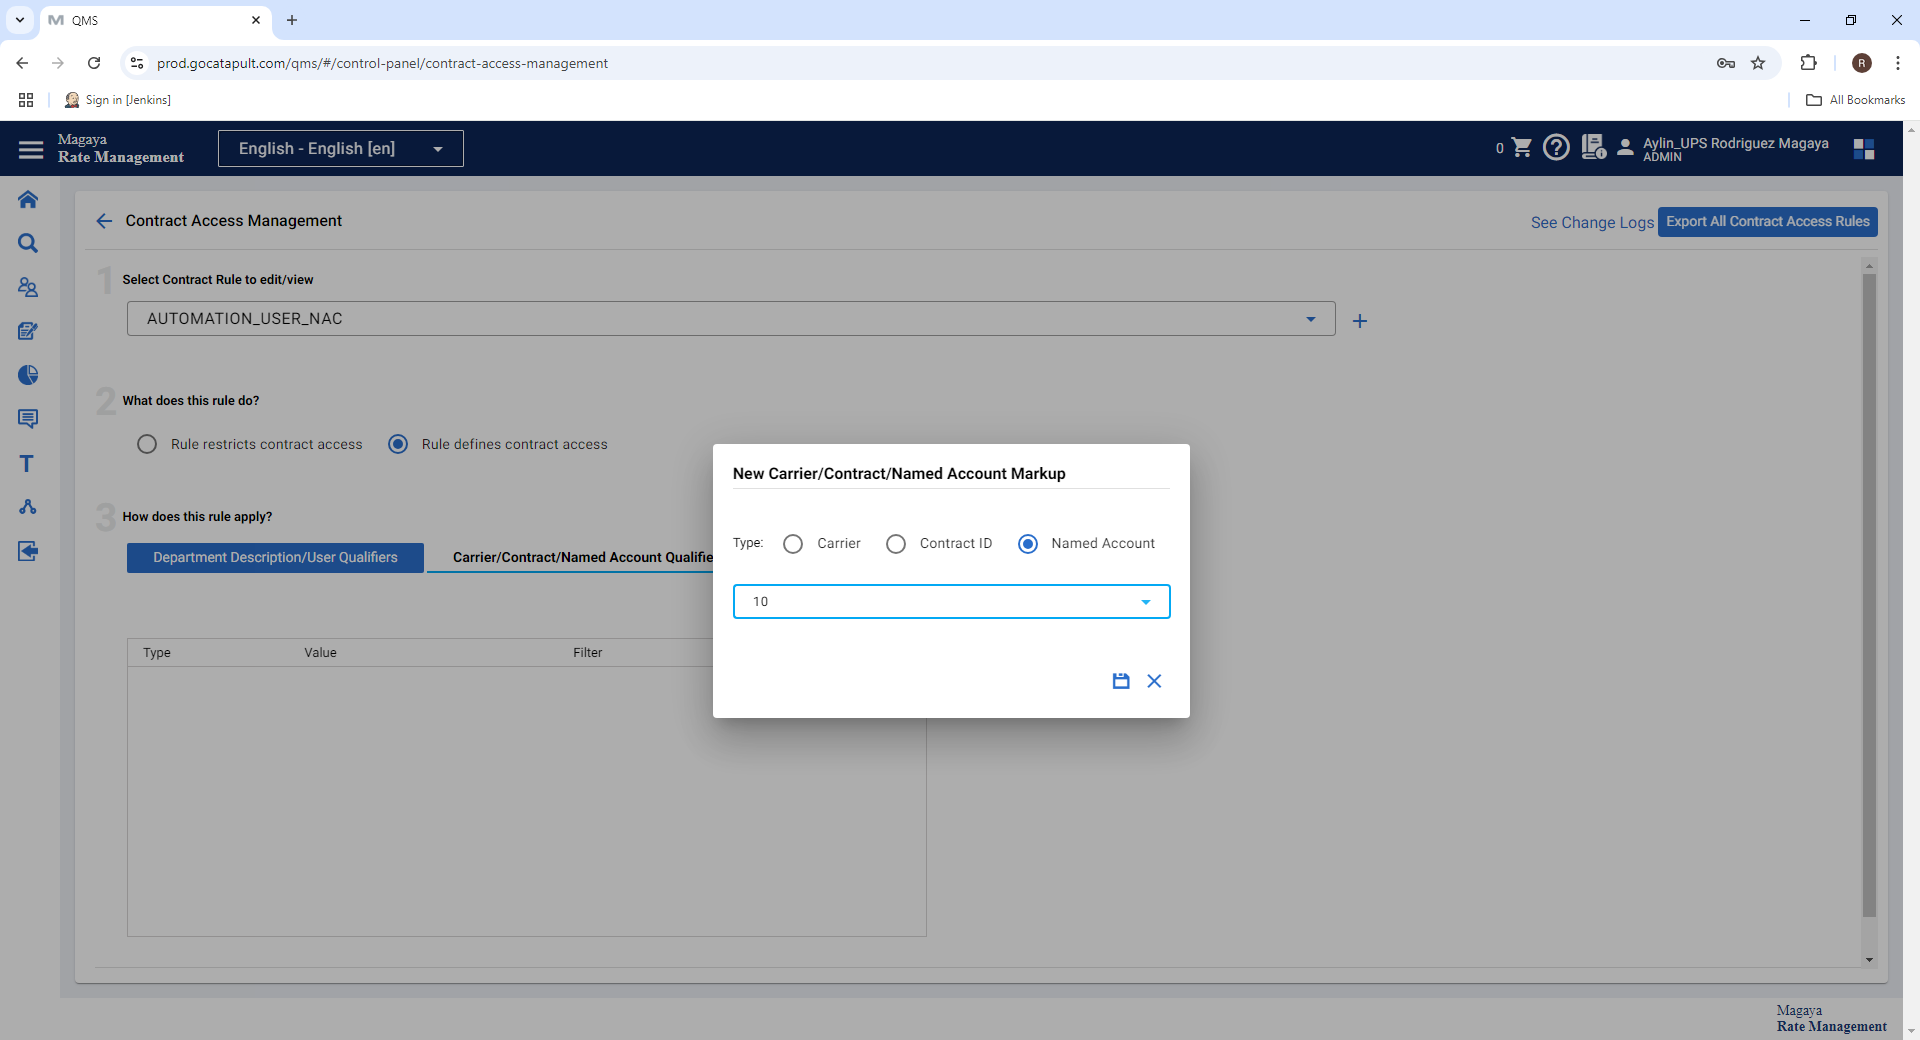 QMS
prod.gocatapult.com/qms/#/control-panel/contract-access-management
R
Sign in [Jenkins]
All Bookmarks
Magaya
Rate Management
English - English [en]
0
Aylin_UPS Rodriguez Magaya
ADMIN
Contract Access Management
See Change Logs
Export All Contract Access Rules
1 Select Contract Rule to edit/view
AUTOMATION_USER_NAC
2 What does this rule do?
Rule restricts contract access
Rule defines contract access
New Carrier/Contract/Named Account Markup
3 How does this rule apply?
Type:
Carrier
Contract ID
Named Account
Department Description/User Qualifiers
Carrier/Contract/Named Account Qualifie
10
Type
Value
Filter
Magaya
Rate Management